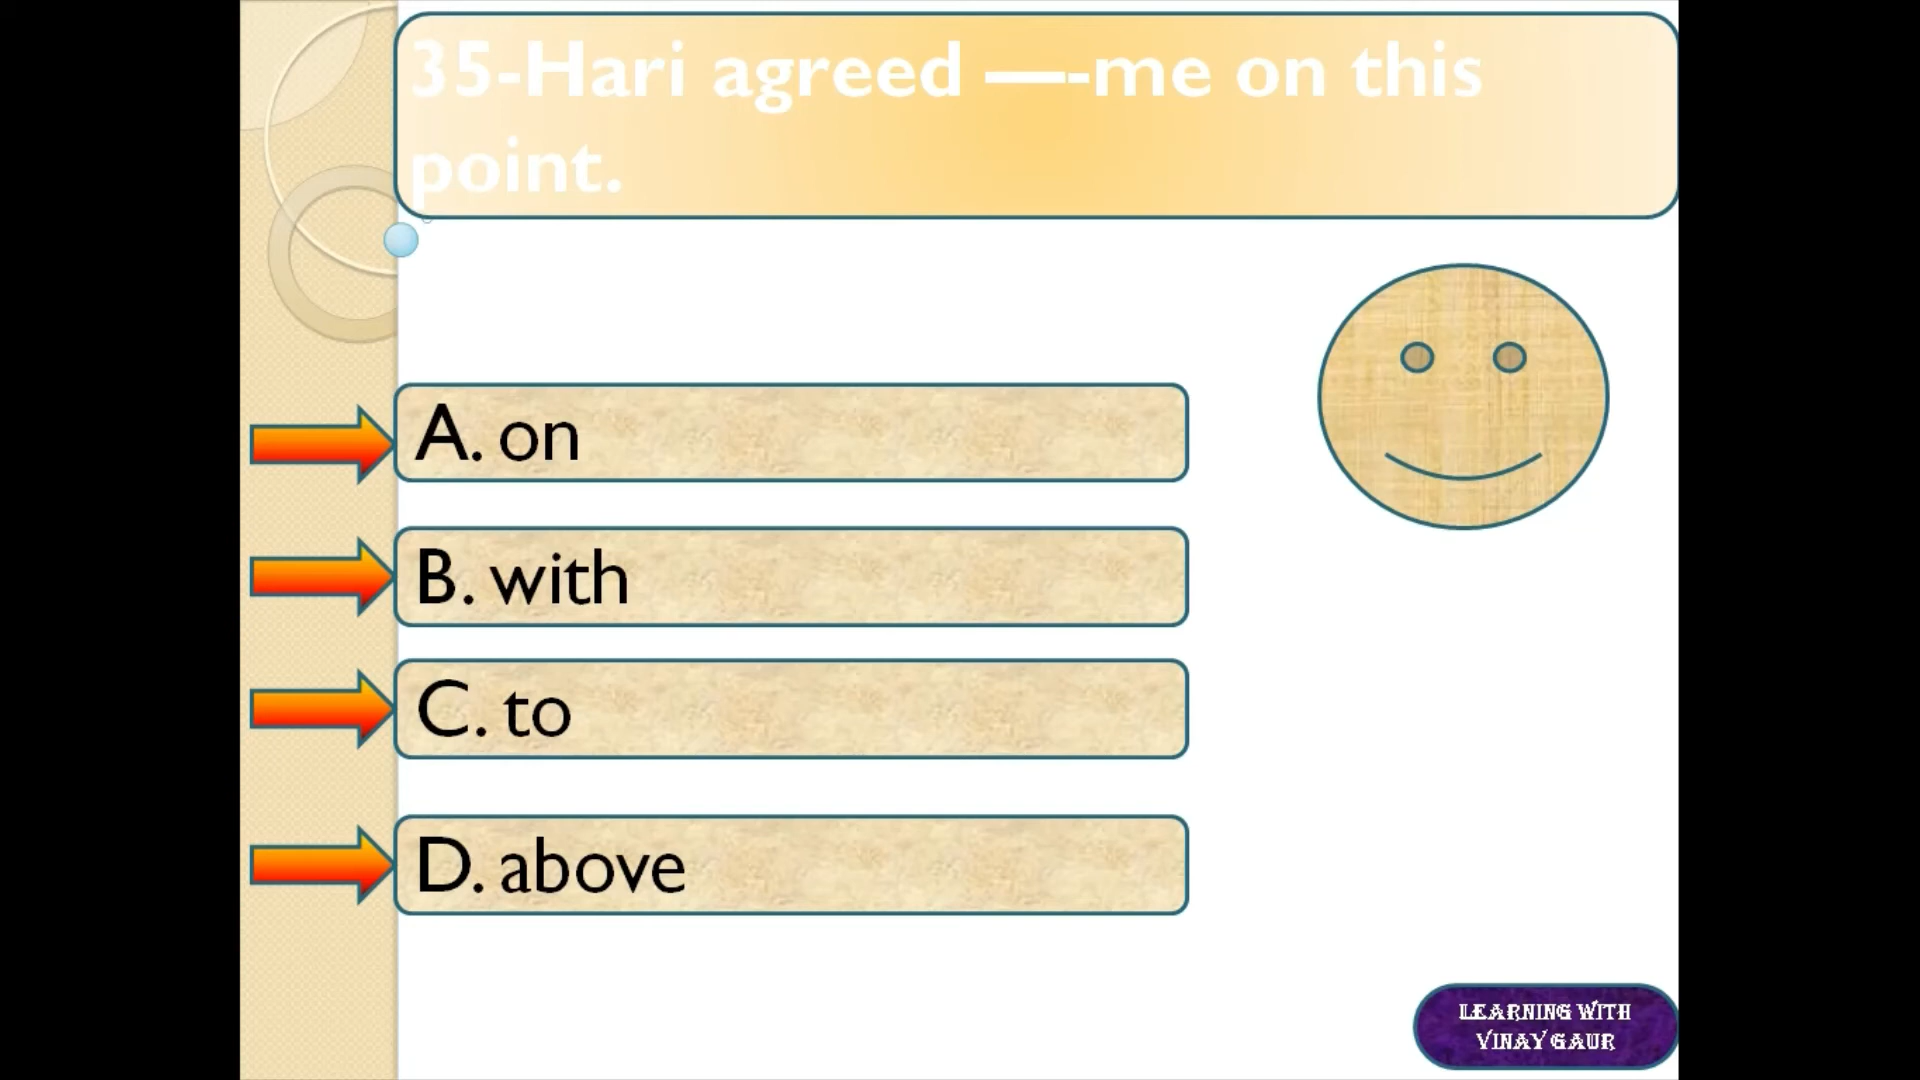 35-Hari agreed —-me on this
point.
A. on
B. with
C. to
D. above
LEARNING WITH
VINAY GAUR